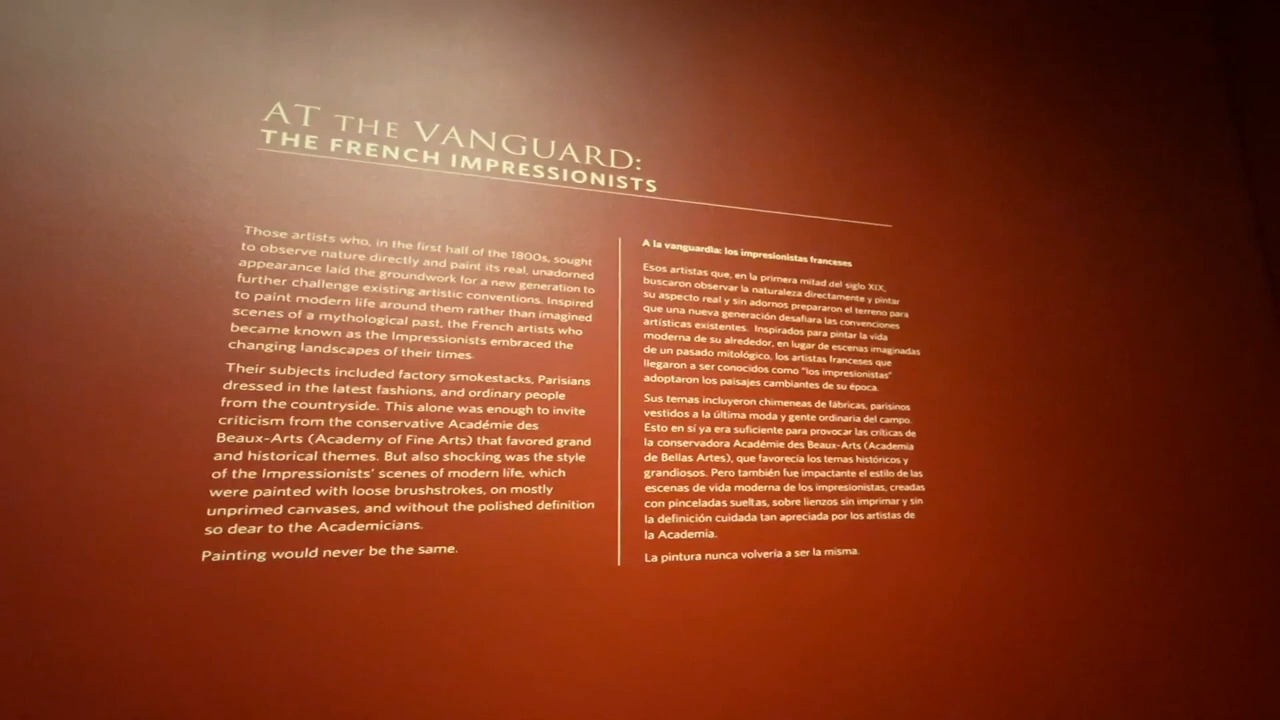 AT THE VANGUARD:
THE FRENCH IMPRESSIONISTS
Those artists who, in the first half of the 1800s, sought
to observe nature directly and paint its real, unadorned
appearance laid the groundwork for a new generation to
further challenge existing artistic conventions. Inspired
to paint modern life around them rather than imagined
scenes of a mythological past, the French artists who
became known as the Impressionists embraced the
changing landscapes of their times.
Their subjects included factory smokestacks, Parisians
dressed in the latest fashions, and ordinary people
from the countryside. This alone was enough to invite
criticism from the conservative Académie des
Beaux-Arts (Academy of Fine Arts) that favored grand
and historical themes. But also shocking was the style
of the Impressionists' scenes of modern life, which
were painted with loose brushstrokes, on mostly
unprimed canvases, and without the polished definition
so dear to the Academicians.
Painting would never be the same.
A la vanguardia: los impresionistas franceses
Esos artistas que, en la primera mitad del siglo XIX,
buscaron observar la naturaleza directamente y pintar
su aspecto real y sin adornos prepararon el terreno para
que una nueva generación desafiara las convenciones
artísticas existentes. Inspirados para pintar la vida
moderna de su alrededor, en lugar de escenas imaginadas
de un pasado mitológico, los artistas franceses que
llegaron a ser conocidos como "los impresionistas"
adoptaron los paisajes cambiantes de su época.
Sus temas incluyeron chimeneas de fábricas, parisinos
vestidos a la última moda y gente ordinaria del campo.
Esto en sí ya era suficiente para provocar las críticas de
la conservadora Académie des Beaux-Arts (Academia
de Bellas Artes), que favorecía los temas históricos y
grandiosos. Pero también fue impactante el estilo de las
escenas de vida moderna de los impresionistas, creadas
con pinceladas sueltas, sobre lienzos sin imprimar y sin
la definición cuidada tan apreciada por los artistas de
la Academia.
La pintura nunca volvería a ser la misma.